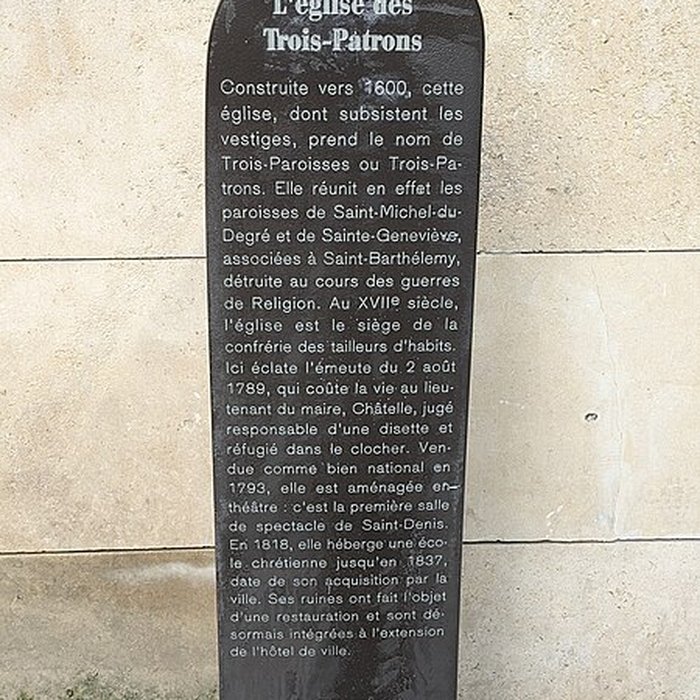 L'église des
Trois-Patrons
Construite vers 1600, cette
église, dont subsistent les
vestiges, prend le nom de
Trois-Paroisses ou Trois-Pa-
trons. Elle réunit en effet les
paroisses de Saint-Michel-du-
Degré et de Sainte-Geneviève,
associées à Saint-Barthélemy,
détruite au cours des guerres
de Religion. Au XVIIe siècle,
l'église est le siège de la
confrérie des tailleurs d'habits.
Ici éclate l'émeute du 2 août
1789, qui coûte la vie au lieu-
tenant du maire, Châtelle, jugé
responsable d'une disette et
réfugié dans le clocher. Ven-
due comme bien national en
1793, elle est aménagée en
théâtre : c'est la première salle
de spectacle de Saint-Denis.
En 1818, elle héberge une éco-
le chrétienne jusqu'en 1837,
date de son acquisition par la
ville. Ses ruines ont fait l'objet
d'une restauration et sont dé-
sormais intégrées à l'extension
de l'hôtel de ville.